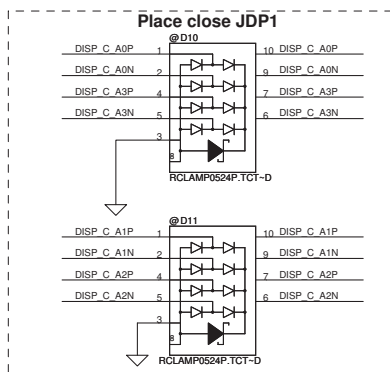 Place close JDP1
@D10
DISP_C_A0P 1 10 DISP_C_A0P
DISP_C_A0N 2 9 DISP_C_A0N
DISP_C_A3P 4 7 DISP_C_A3P
DISP_C_A3N 5 6 DISP_C_A3N
3
8
RCLAMP0524P.TCT~D
@D11
DISP_C_A1P 1 10 DISP_C_A1P
DISP_C_A1N 2 9 DISP_C_A1N
DISP_C_A2P 4 7 DISP_C_A2P
DISP_C_A2N 5 6 DISP_C_A2N
3
8
RCLAMP0524P.TCT~D